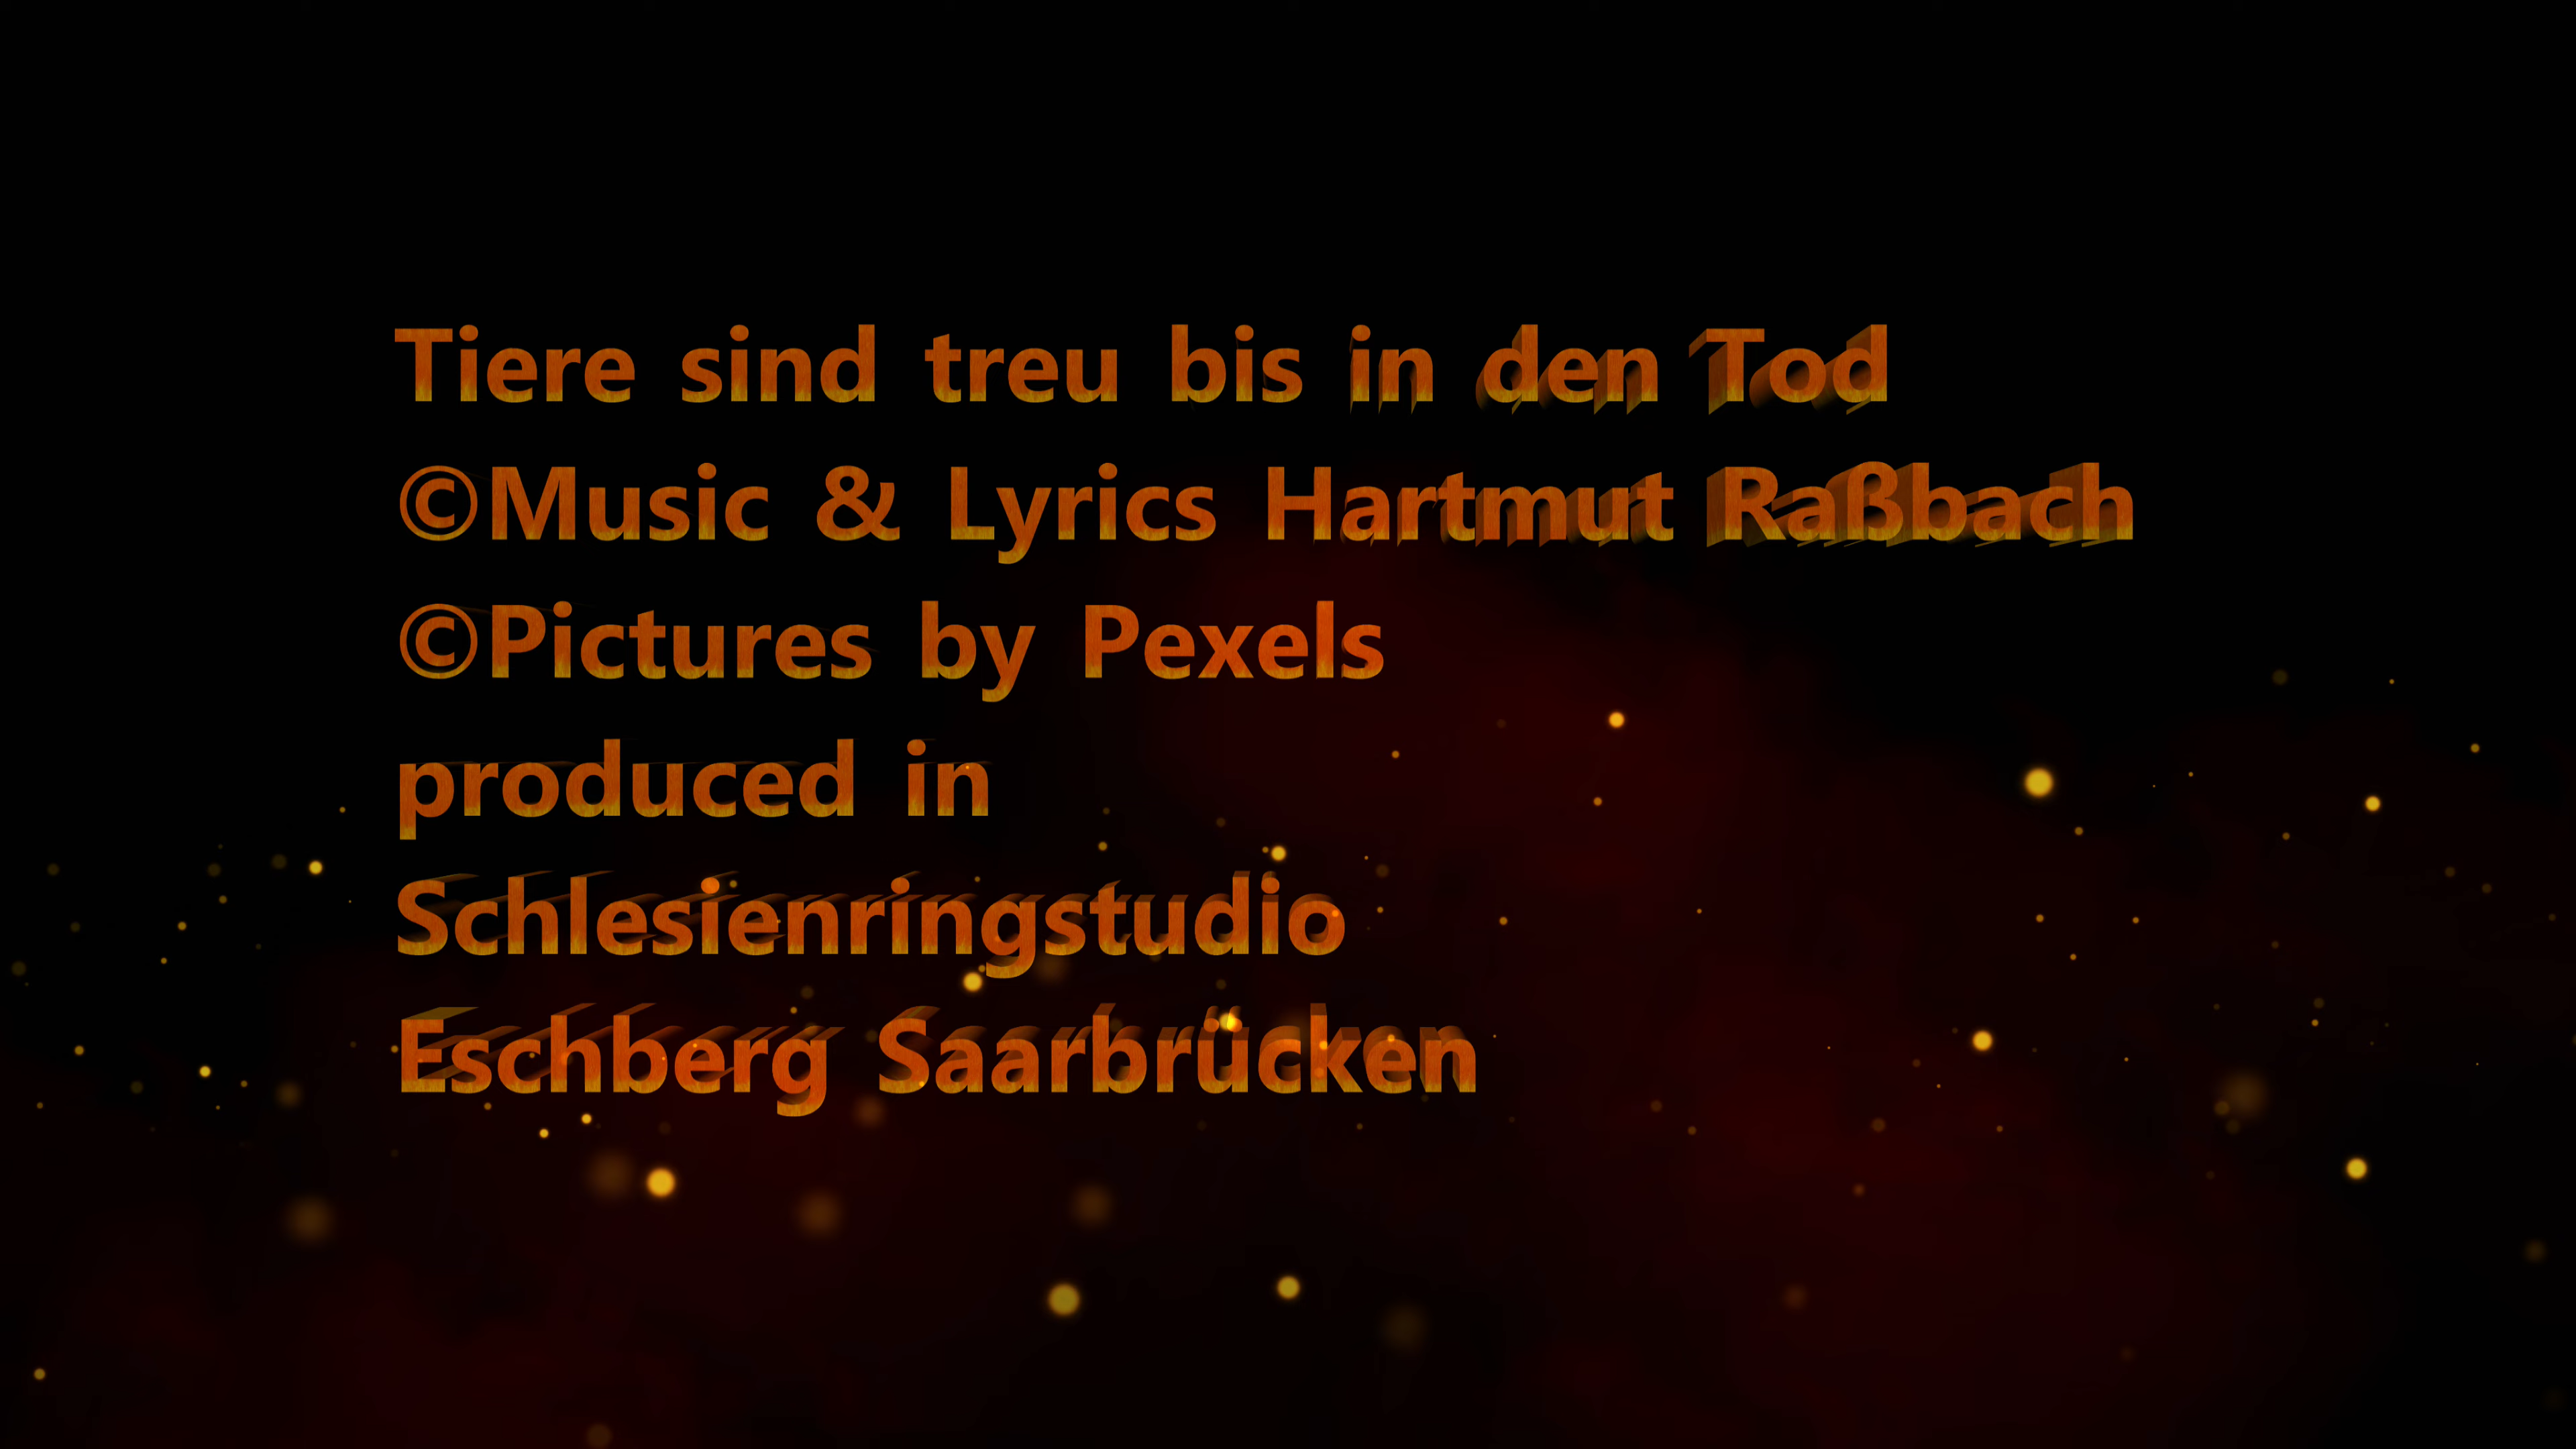 Tiere sind treu bis in den Tod
©Music & Lyrics Hartmut Raßbach
©Pictures by Pexels
produced in
Schlesienringstudio
Eschberg Saarbrücken